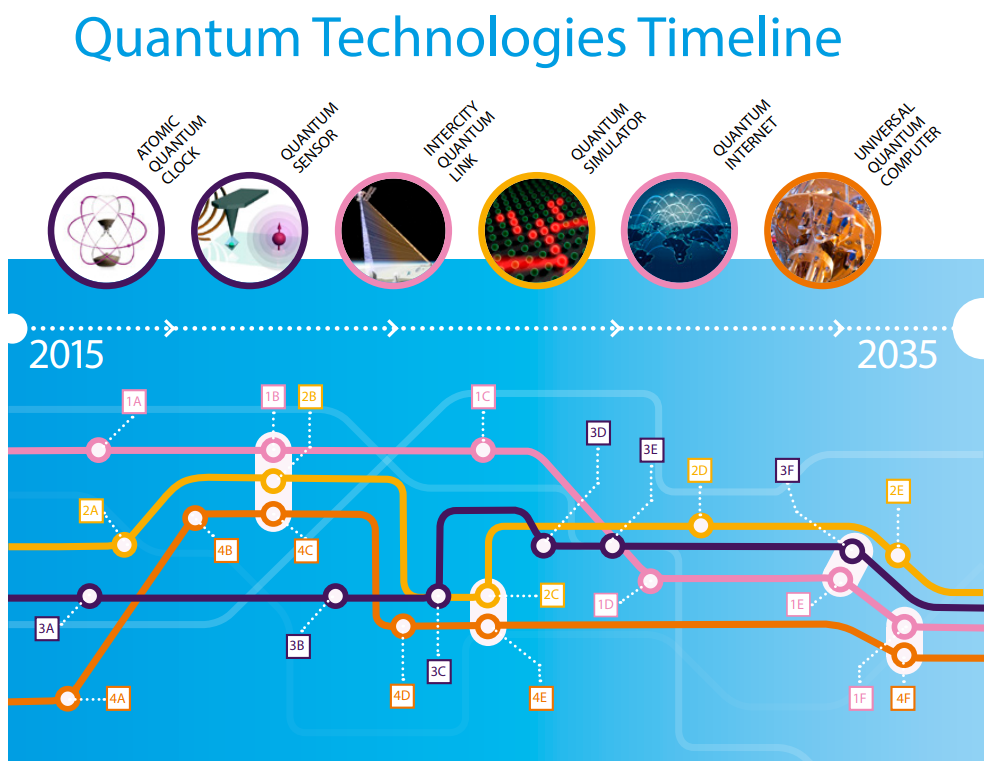 Quantum Technologies Timeline
ATOMIC
QUANTUM
CLOCK
QUANTUM
SENSOR
INTERCITY
QUANTUM
LINK
QUANTUM
SIMULATOR
QUANTUM
INTERNET
UNIVERSAL
QUANTUM
COMPUTER
2015
2035
1A
1B
2B
1C
3D
3E
2D
3F
2E
2A
4B
4C
2C
1D
1E
3A
3B
3C
4A
4D
4E
1F
4F